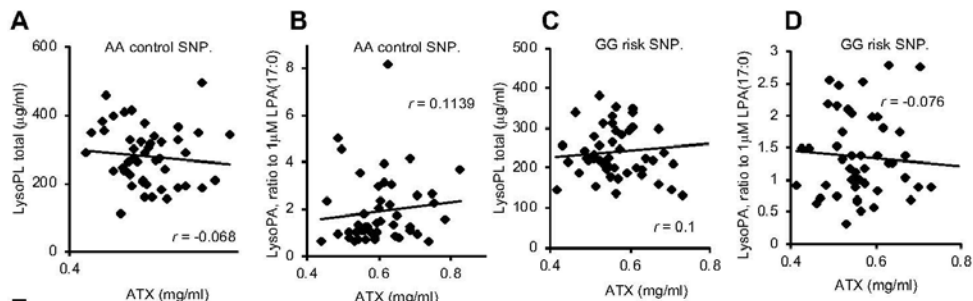 A
AA control SNP.
LysoPL total (µg/ml)
600
400
200
0
0.4
r = -0.068
ATX (mg/ml)
B
AA control SNP.
LysoPA, ratio to 1µM LPA(17:0)
8
6
4
2
0
0.4
0.6
0.8
r = 0.1139
ATX (mg/ml)
C
GG risk SNP.
LysoPL total (µg/ml)
500
400
300
200
100
0
0.4
0.6
0.8
r = 0.1
ATX (mg/ml)
D
GG risk SNP.
LysoPA, ratio to 1µM LPA(17:0)
3
2.5
2
1.5
1
0.5
0
0.4
0.6
0.8
r = -0.076
ATX (mg/ml)